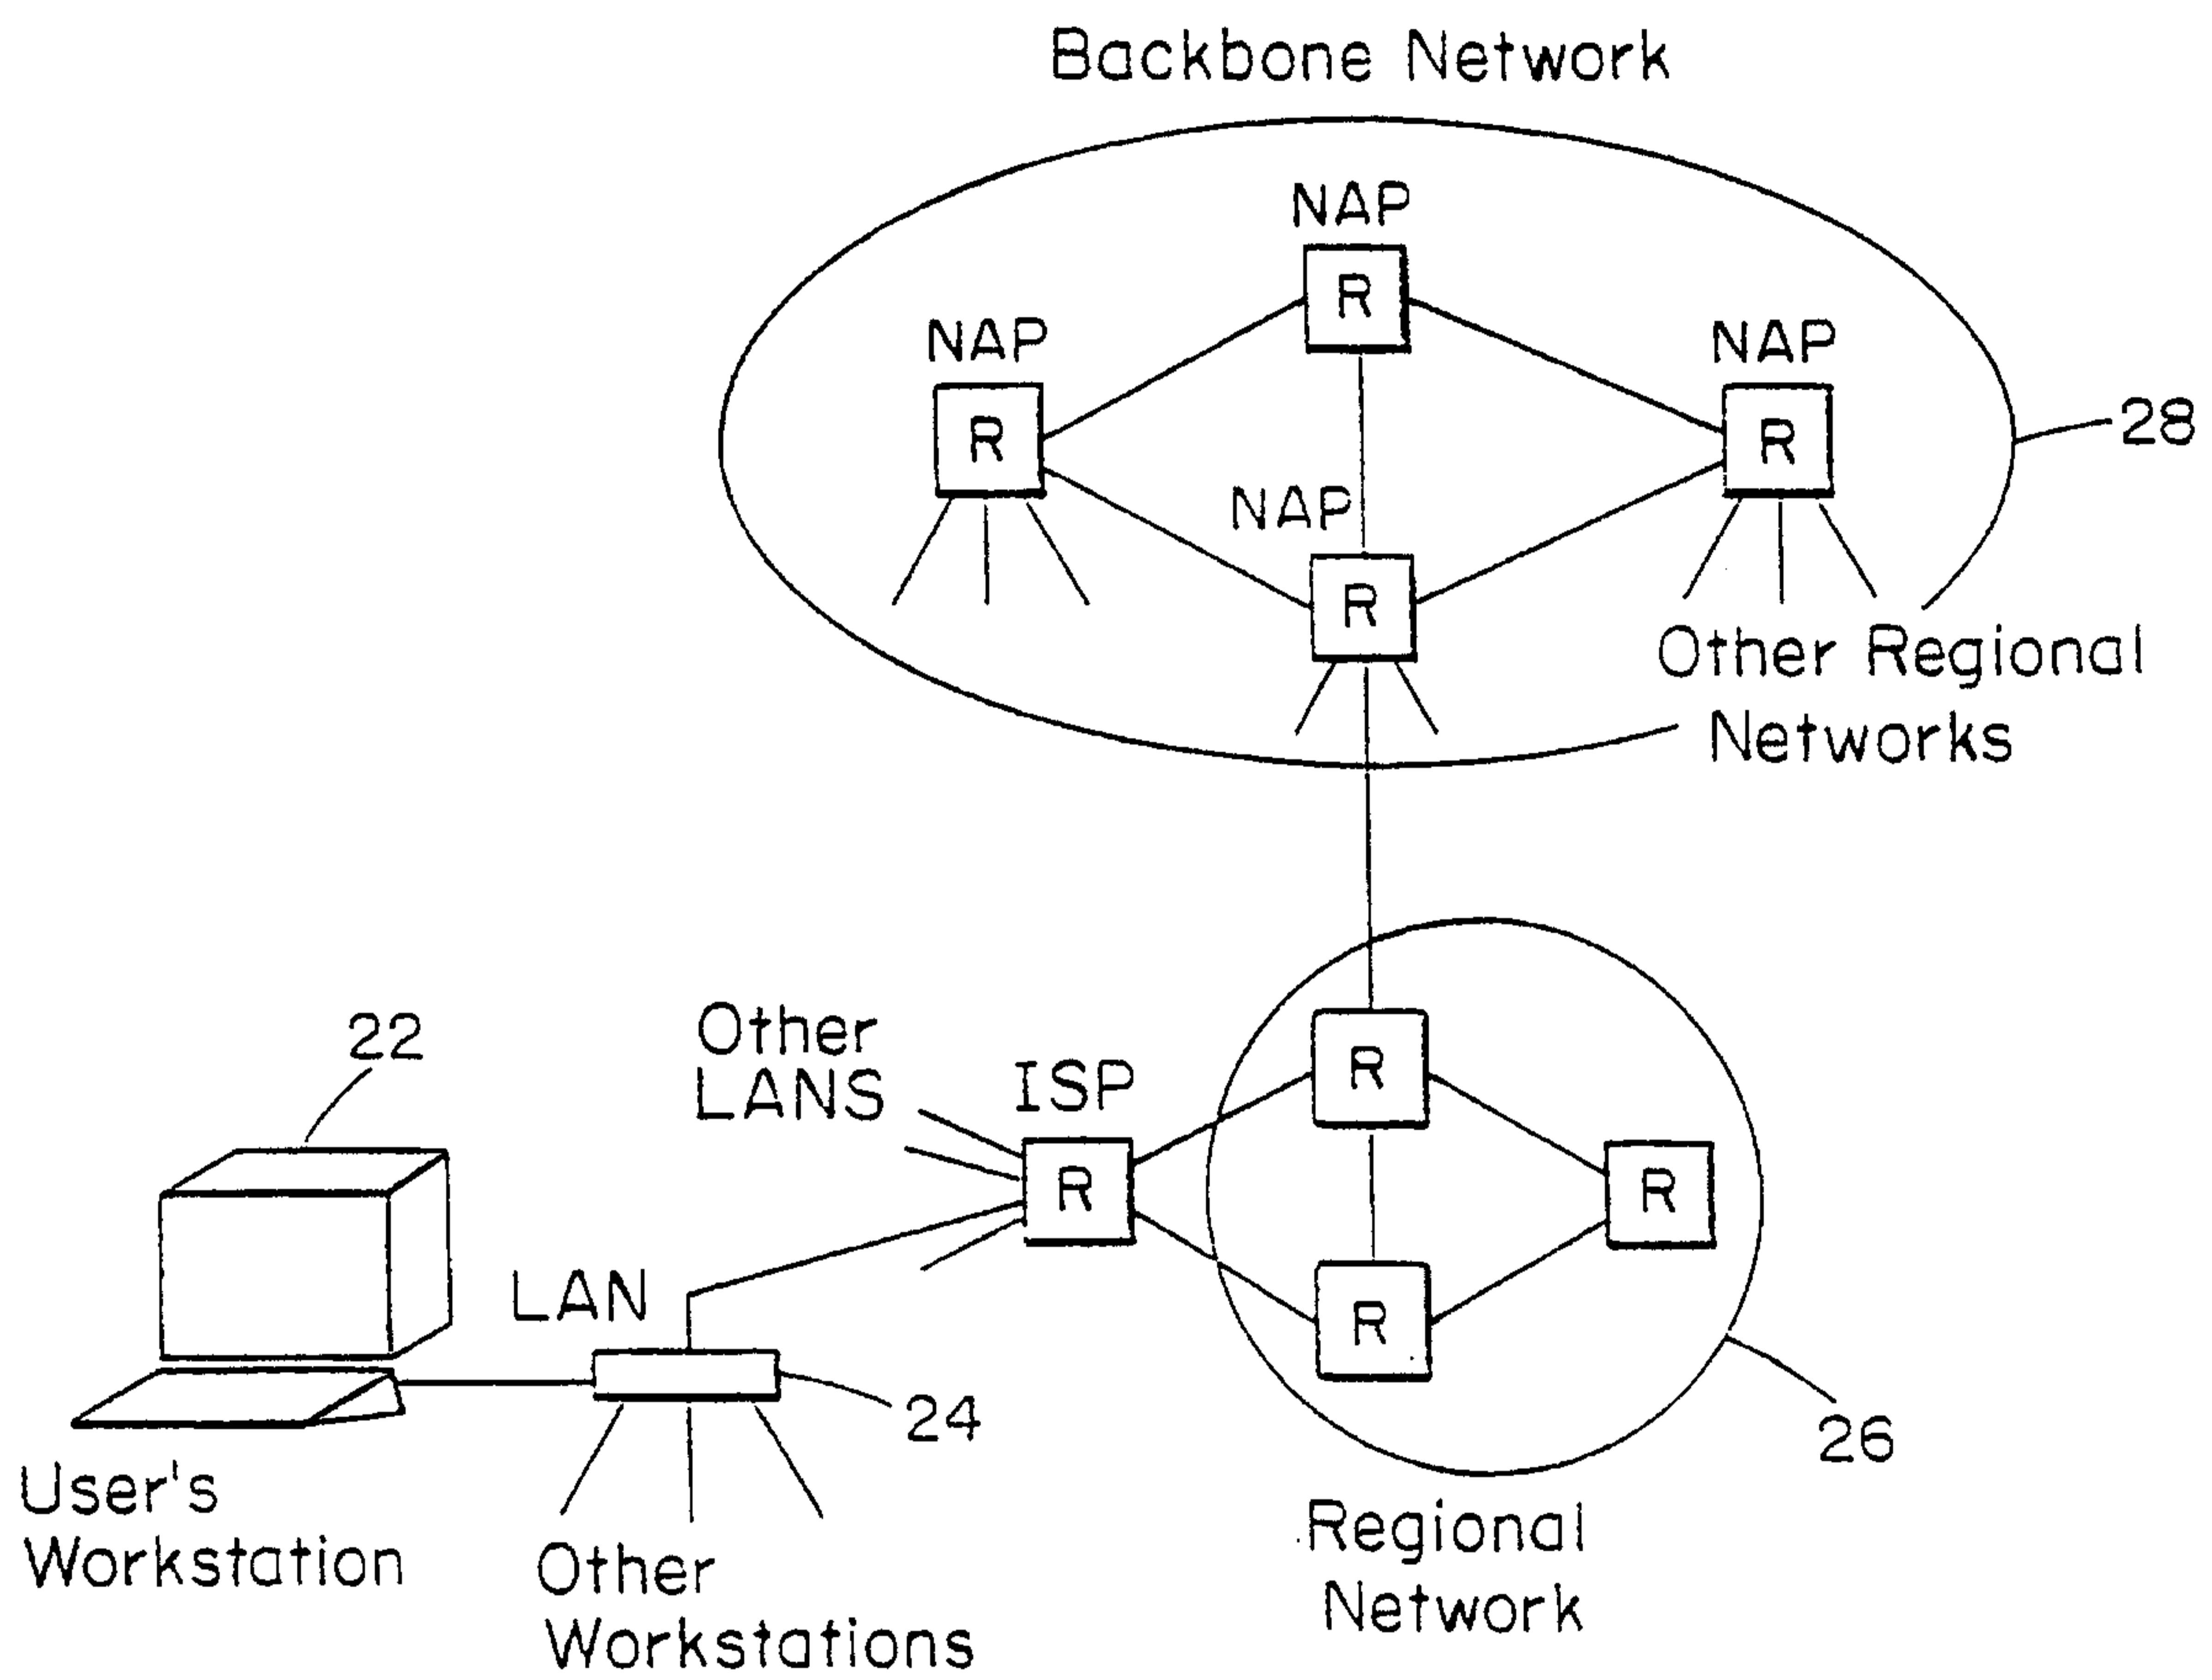 Backbone Network
NAP
R
NAP
NAP
R
R
28
NAP
R
Other Regional
Networks
22
Other
LANS
ISP
R
R
R
R
LAN
24
26
User's
Workstation
Other
Workstations
Regional
Network